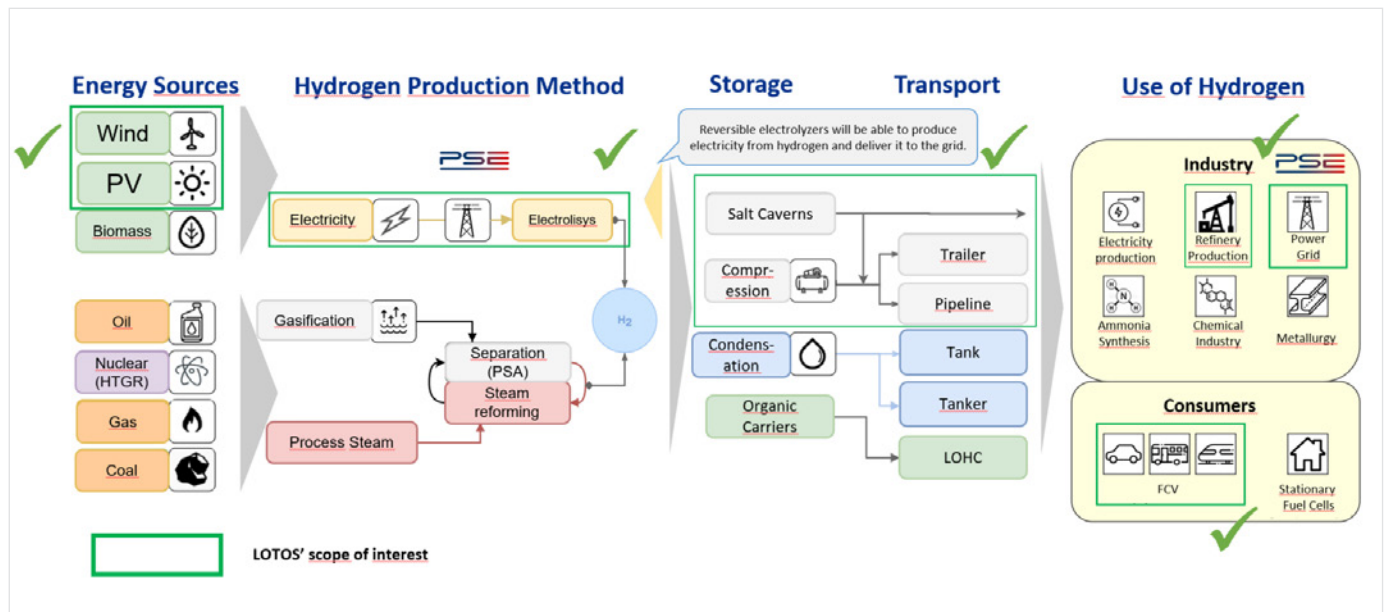 Energy Sources
Hydrogen Production Method
Storage
Transport
Use of Hydrogen
Wind
PV
Biomass
Oil
Nuclear
(HTGR)
Gas
Coal
PSE
Electricity
Electrolisys
Gasification
Separation
(PSA)
Steam
reforming
Process Steam
H2
Reversible electrolyzers will be able to produce
electricity from hydrogen and deliver it to the grid.
Salt Caverns
Compr-
ession
Condens-
ation
Organic
Carriers
Trailer
Pipeline
Tank
Tanker
LOHC
Industry
PSE
Electricity
production
Refinery
Production
Power
Grid
H
N
H
H
Ammonia
Synthesis
Chemical
Industry
Metallurgy
Consumers
FCV
Stationary
Fuel Cells
LOTOS' scope of interest